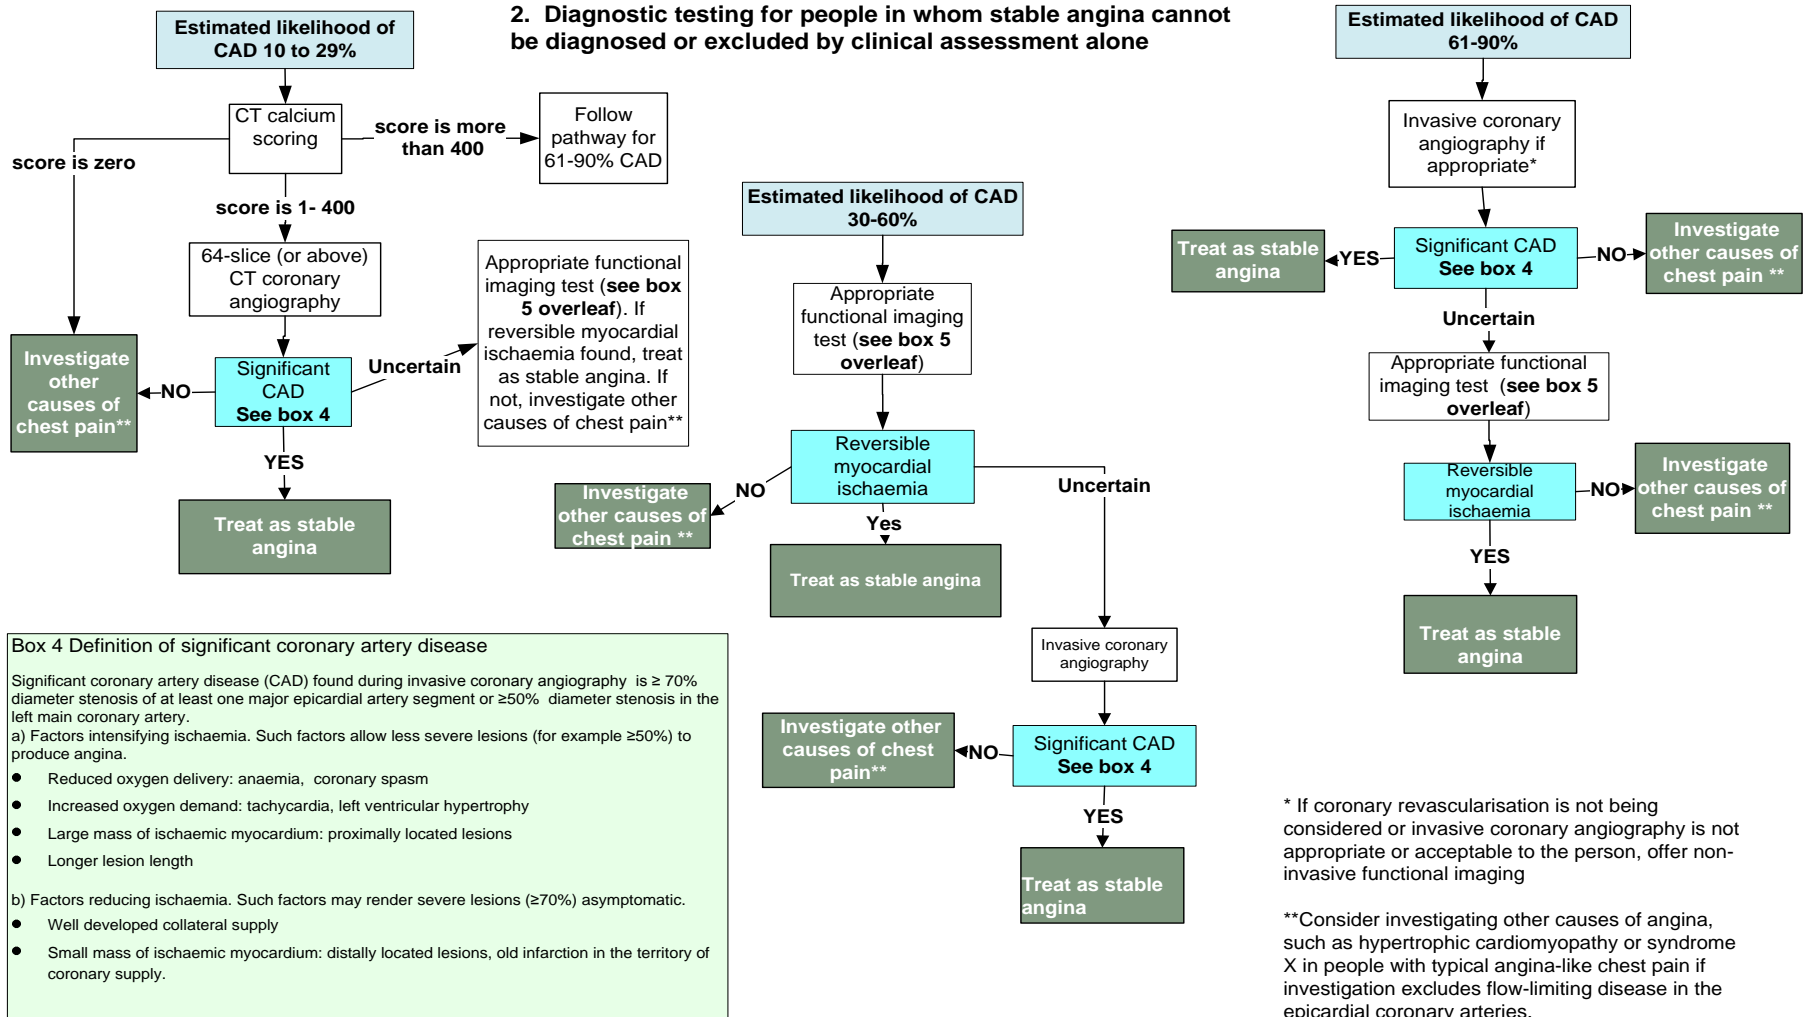 2. Diagnostic testing for people in whom stable angina cannot
be diagnosed or excluded by clinical assessment alone
Estimated likelihood of
CAD 10 to 29%
CT calcium
scoring
score is more
than 400
Follow
pathway for
61-90% CAD
score is zero
score is 1- 400
64-slice (or above)
CT coronary
angiography
Investigate
other
causes of
chest pain**
NO
Significant
CAD
See box 4
Uncertain
Appropriate functional
imaging test (see box
5 overleaf). If
reversible myocardial
ischaemia found, treat
as stable angina. If
not, investigate other
causes of chest pain**
YES
Treat as stable
angina
Estimated likelihood of CAD
30-60%
Appropriate
functional imaging
test (see box 5
overleaf)
Reversible
myocardial
ischaemia
NO
Investigate
other causes of
chest pain **
Yes
Treat as stable angina
Uncertain
Invasive coronary
angiography
Significant CAD
See box 4
NO
Investigate other
causes of chest
pain**
YES
Treat as stable
angina
Estimated likelihood of CAD
61-90%
Invasive coronary
angiography if
appropriate*
Treat as stable
angina
YES
Significant CAD
See box 4
NO
Investigate
other causes of
chest pain **
Uncertain
Appropriate functional
imaging test (see box 5
overleaf)
Reversible
myocardial
ischaemia
NO
Investigate
other causes of
chest pain **
YES
Treat as stable
angina
Box 4 Definition of significant coronary artery disease
Significant coronary artery disease (CAD) found during invasive coronary angiography is ≥ 70%
diameter stenosis of at least one major epicardial artery segment or ≥50% diameter stenosis in the
left main coronary artery.
a) Factors intensifying ischaemia. Such factors allow less severe lesions (for example ≥50%) to
produce angina.
● Reduced oxygen delivery: anaemia, coronary spasm
● Increased oxygen demand: tachycardia, left ventricular hypertrophy
● Large mass of ischaemic myocardium: proximally located lesions
● Longer lesion length
b) Factors reducing ischaemia. Such factors may render severe lesions (≥70%) asymptomatic.
● Well developed collateral supply
● Small mass of ischaemic myocardium: distally located lesions, old infarction in the territory of
coronary supply.
* If coronary revascularisation is not being
considered or invasive coronary angiography is not
appropriate or acceptable to the person, offer non-
invasive functional imaging
**Consider investigating other causes of angina,
such as hypertrophic cardiomyopathy or syndrome
X in people with typical angina-like chest pain if
investigation excludes flow-limiting disease in the
epicardial coronary arteries.